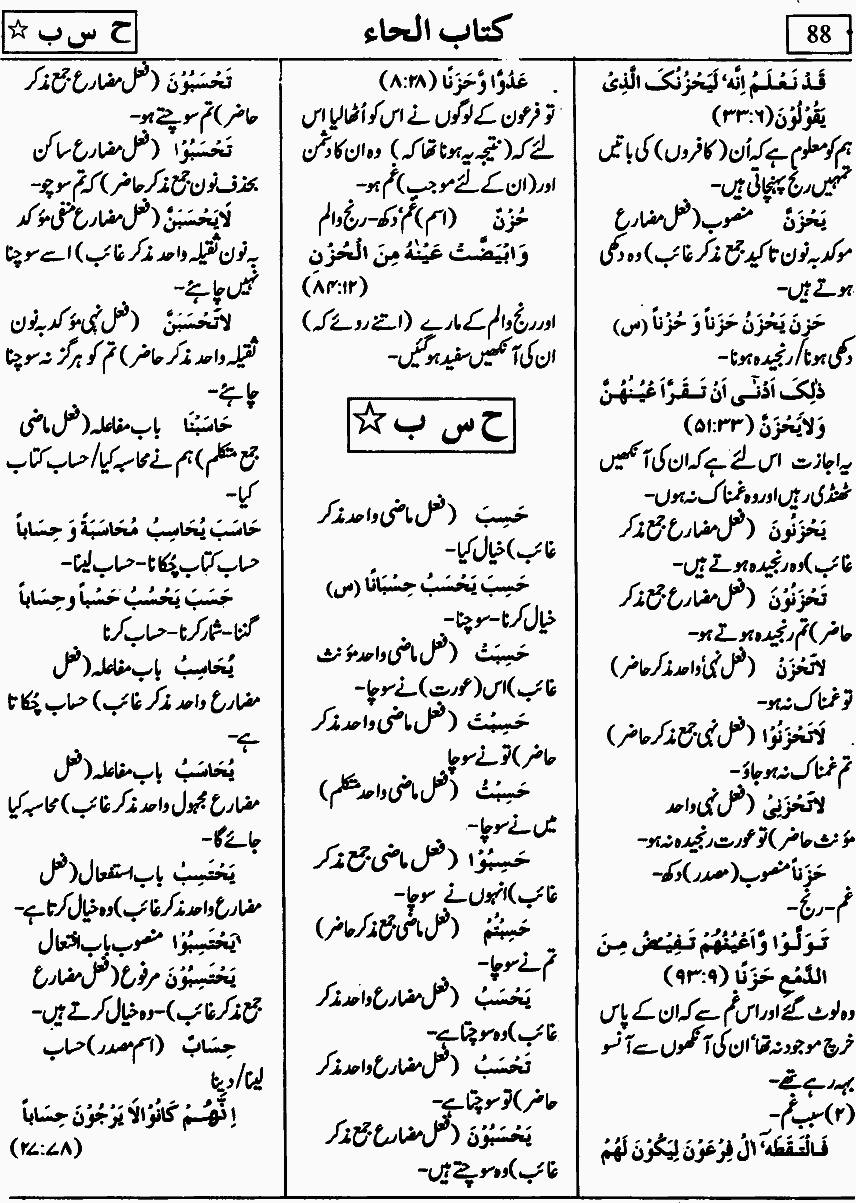 88
کتاب الحاء
ح س ب ☆
قَدْ نَعْلَمُ اِنَّهٗ لَيَحْزُنُکَ الَّذِیْ
يَقُوْلُوْنَ (۳۳:۶)
ہم کو معلوم ہے کہ اُن (کافروں) کی باتیں
تمہیں رنج پہنچاتی ہیں۔
يَحْزَنَّ منصوب (فعل مضارع
موکد بہ نون تاکید جمع مذکر غائب) وہ دکھی
ہوتے ہیں۔
حَزِنَ يَحْزَنُ حَزَناً وَ حُزْناً (س)
دکھی ہونا/رنجیدہ ہونا۔
ذٰلِکَ اَدْنٰٓی اَنْ تَقَرَّ اَعْيُنُهُنَّ
وَلَا يَحْزَنَّ (۵۱:۳۳)
یہ اجازت اس لئے ہے کہ ان کی آنکھیں
ٹھنڈی رہیں اور وہ غمناک نہ ہوں۔
يَحْزَنُونَ (فعل مضارع جمع مذکر
غائب) وہ رنجیدہ ہوتے ہیں۔
تَحْزَنُوْنَ (فعل مضارع جمع مذکر
حاضر) تم رنجیدہ ہوتے ہو۔
لَاتَحْزَنْ (فعل نہی واحد مذکر حاضر)
تو غمناک نہ ہو۔
لَاتَحْزَنُوْا (فعل نہی جمع مذکر حاضر)
تم غمناک نہ ہو جاؤ۔
لَاتَحْزَنِیْ (فعل نہی واحد
مؤنث حاضر) تو عورت رنجیدہ نہ ہو۔
حَزَناً منصوب (مصدر) دکھ۔
غم۔رنج۔
تَوَلَّوْا وَّاَعْيُنُهُمْ تَفِيْضُ مِنَ
الدَّمْعِ حَزَنًا (۹۳:۹)
وہ لوٹ گئے اور اس غم سے کہ ان کے پاس
خرچ موجود نہ تھا ان کی آنکھوں سے آنسو
بہہ رہے تھے۔
(۲) سبب غم۔
فَالْتَقَطَهٗٓ اٰلُ فِرْعَوْنَ لِيَکُوْنَ لَهُمْ
عَدُوًّا وَّحَزَنًا (۸:۲۸)
تو فرعون کے لوگوں نے اس کو اُٹھا لیا اس
لئے کہ (نتیجہ یہ ہونا تھا کہ) وہ ان کا دشمن
اور (ان کے لئے موجب) غم ہو۔
حُزْنٌ (اسم) غم دکھ۔رنج و الم
وَابْيَضَّتْ عَيْنٰهُ مِنَ الْحُزْنِ
(۸۴:۱۲)
اور رنج و الم کے مارے (اتنے روئے کہ)
ان کی آنکھیں سفید ہو گئیں۔
ح س ب ☆
حَسِبَ (فعل ماضی واحد مذکر
غائب) خیال کیا۔
حَسِبَ يَحْسَبُ حِسْبَانًا (س)
خیال کرنا۔سوچنا۔
حَسِبَتْ (فعل ماضی واحد مؤنث
غائب) اس (عورت) نے سوچا۔
حَسِبْتَ (فعل ماضی واحد مذکر
حاضر) تو نے سوچا
حَسِبْتُ (فعل ماضی واحد متکلم)
میں نے سوچا۔
حَسِبُوْا (فعل ماضی جمع مذکر
غائب) انہوں نے سوچا۔
حَسِبْتُمْ (فعل ماضی جمع مذکر حاضر)
تم نے سوچا۔
يَحْسَبُ (فعل مضارع واحد مذکر
غائب) وہ سوچتا ہے۔
تَحْسَبُ (فعل مضارع واحد مذکر
حاضر) تو سوچتا ہے۔
يَحْسَبُوْنَ (فعل مضارع جمع مذکر
غائب) وہ سوچتے ہیں۔
تَحْسَبُوْنَ (فعل مضارع جمع مذکر
حاضر) تم سوچتے ہو۔
تَحْسَبُوْا (فعل مضارع ساکن
بحذف نون جمع مذکر حاضر) کہ تم سوچو۔
لَايَحْسَبَنَّ (فعل مضارع منفی مؤکد
بہ نون ثقیلہ واحد مذکر غائب) اسے سوچنا
نہیں چاہئے۔
لَاتَحْسَبَنَّ (فعل نہی مؤکد بہ نون
ثقیلہ واحد مذکر حاضر) تم کو ہرگز نہ سوچنا
چاہئے۔
حَاسَبْنَا باب مفاعلہ (فعل ماضی
جمع متکلم) ہم نے محاسبہ کیا/حساب کتاب
کیا۔
حَاسَبَ يُحَاسِبُ مُحَاسَبَةً وَ حِسَاباً
حساب کتاب چُکانا۔حساب لینا۔
حَسَبَ يَحْسُبُ حَسْباً وحِساباً
گننا۔شمار کرنا۔حساب کرنا
يُحَاسِبُ باب مفاعلہ (فعل
مضارع واحد مذکر غائب) حساب چُکاتا
ہے۔
يُحَاسَبُ باب مفاعلہ (فعل
مضارع مجہول واحد مذکر غائب) محاسبہ کیا
جائے گا۔
يَحْتَسِبُ باب استفعال (فعل
مضارع واحد مذکر غائب) وہ خیال کرتا ہے۔
يَحْتَسِبُوْا منصوب باب افتعال
يَحْتَسِبُوْنَ مرفوع (فعل مضارع
جمع مذکر غائب)۔وہ خیال کرتے ہیں۔
حِسَابٌ (اسم مصدر) حساب
لینا/دینا
اِنَّهُمْ کَانُوْا لَا يَرْجُوْنَ حِسَاباً
(۲۷:۷۸)